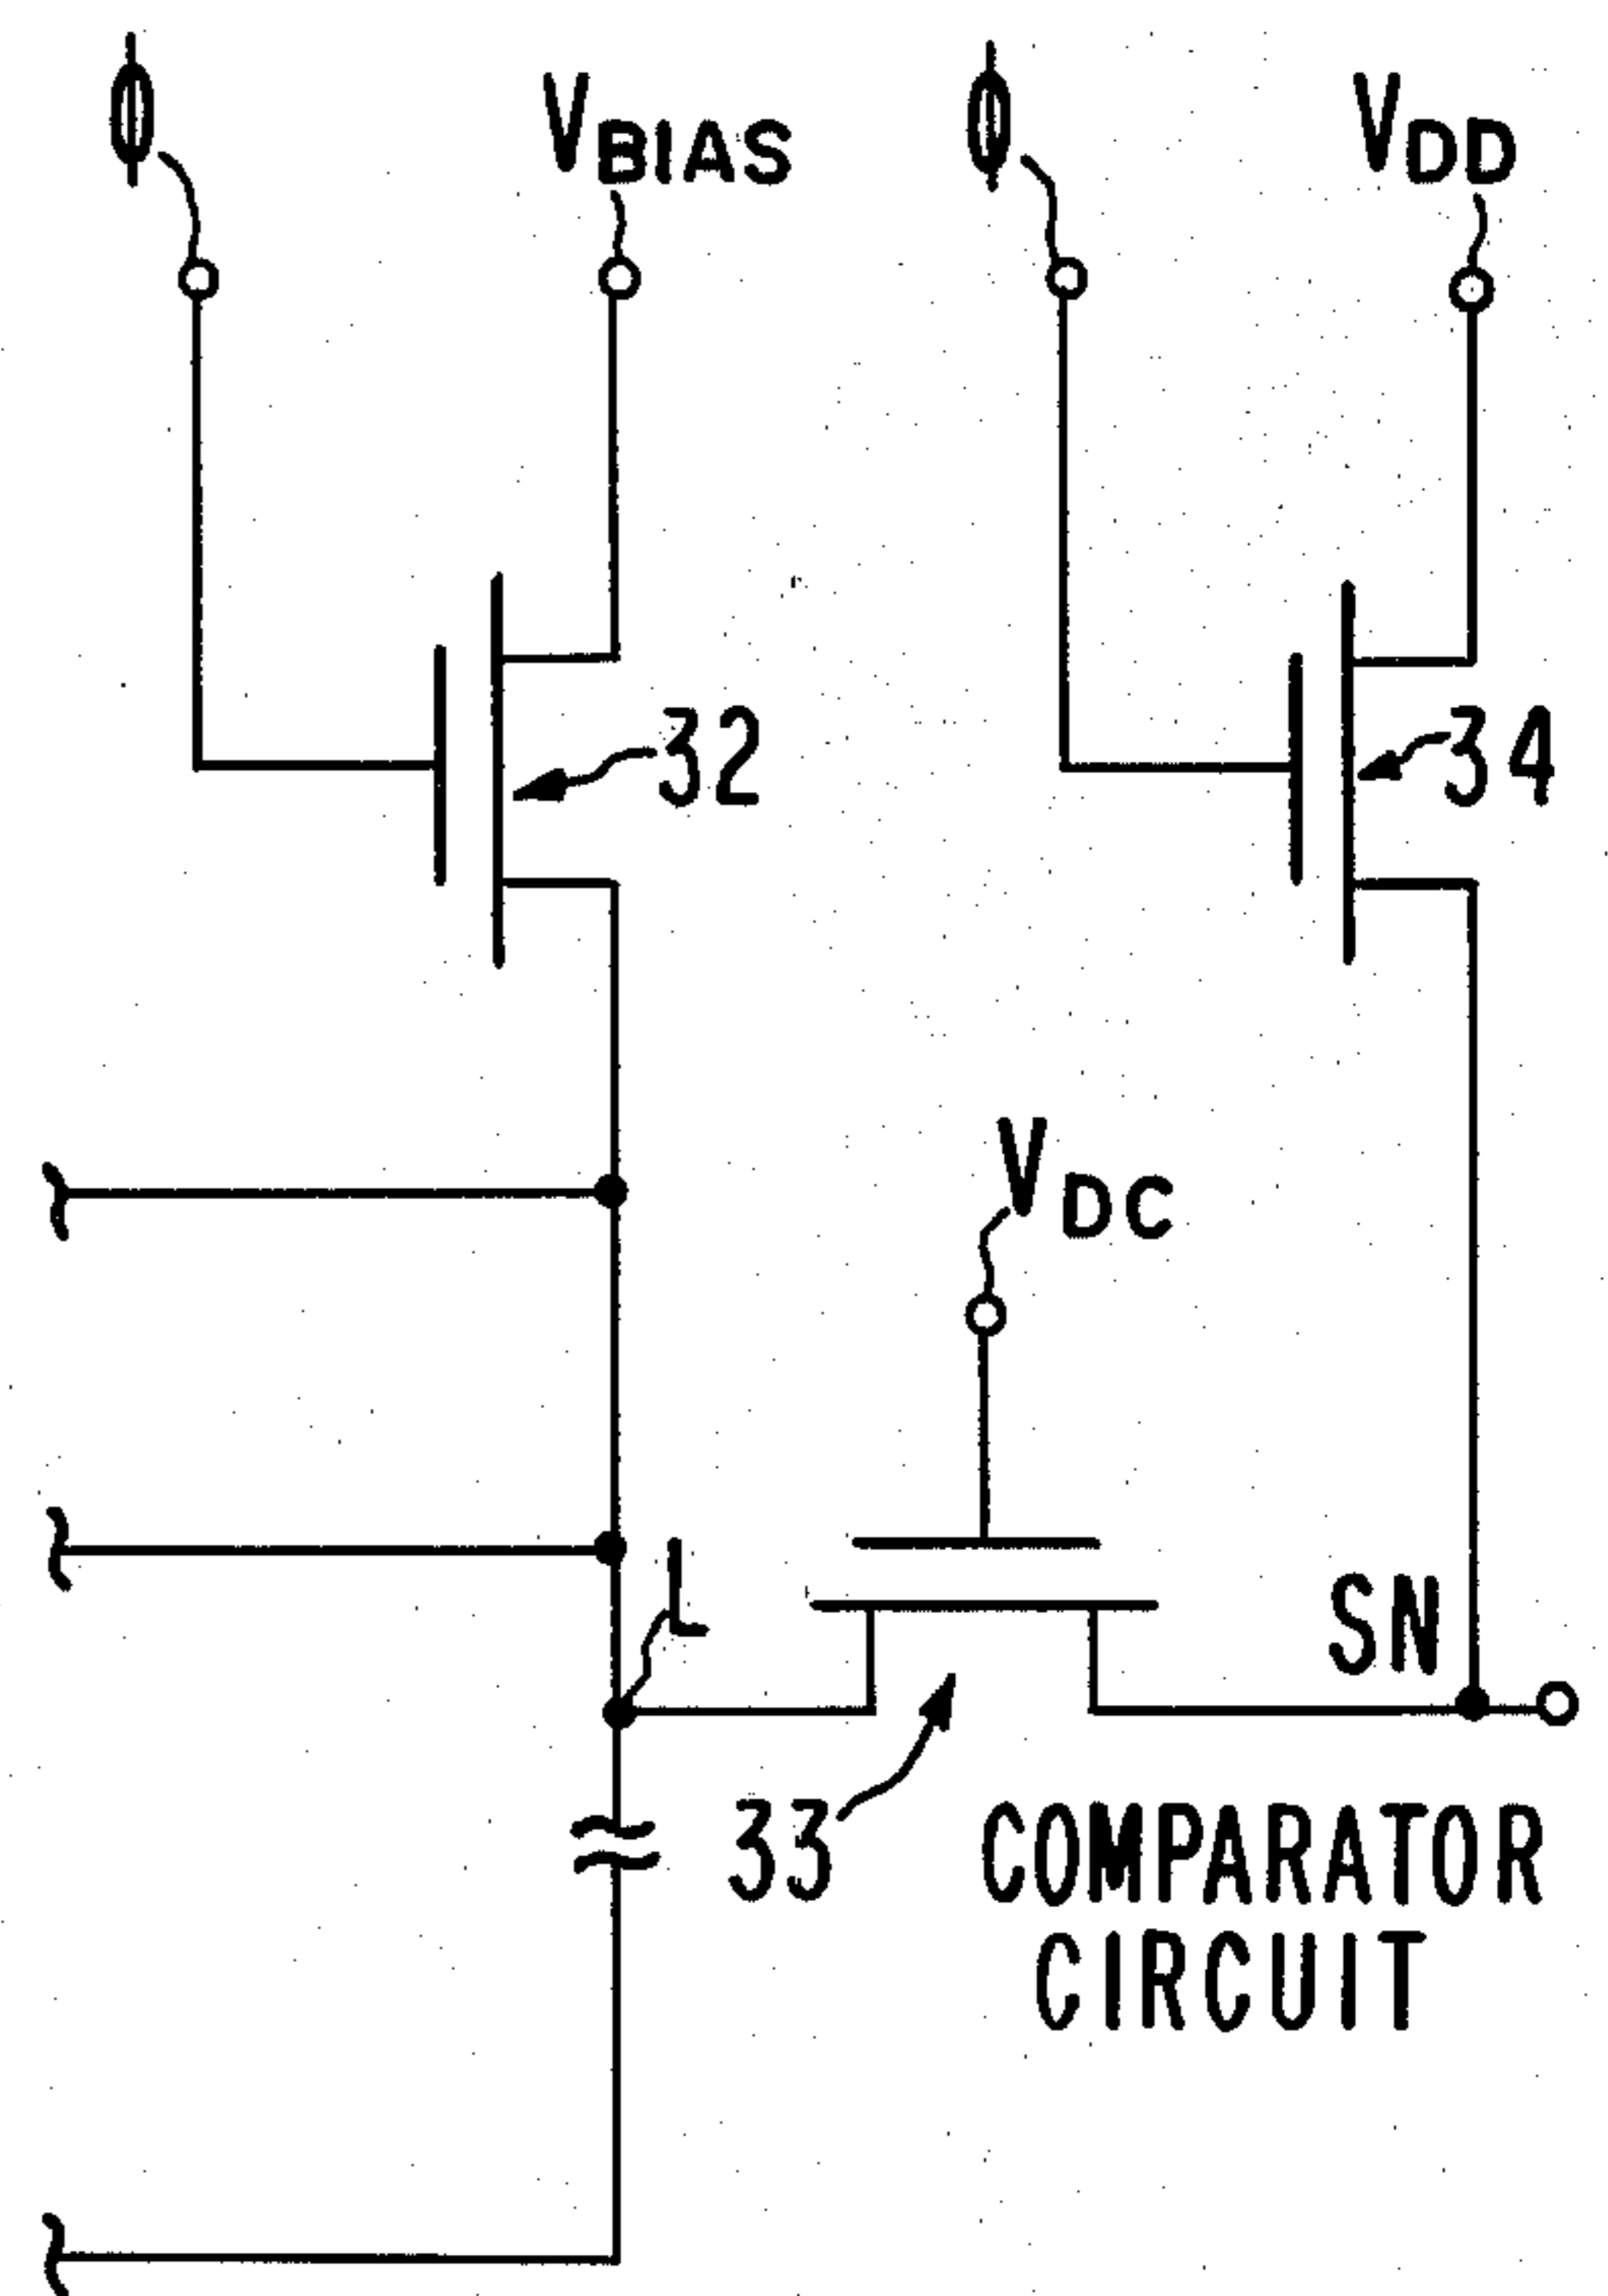 ϕ
VBIAS
ϕ
VDD
32
34
VDC
L
SN
33
COMPARATOR
CIRCUIT